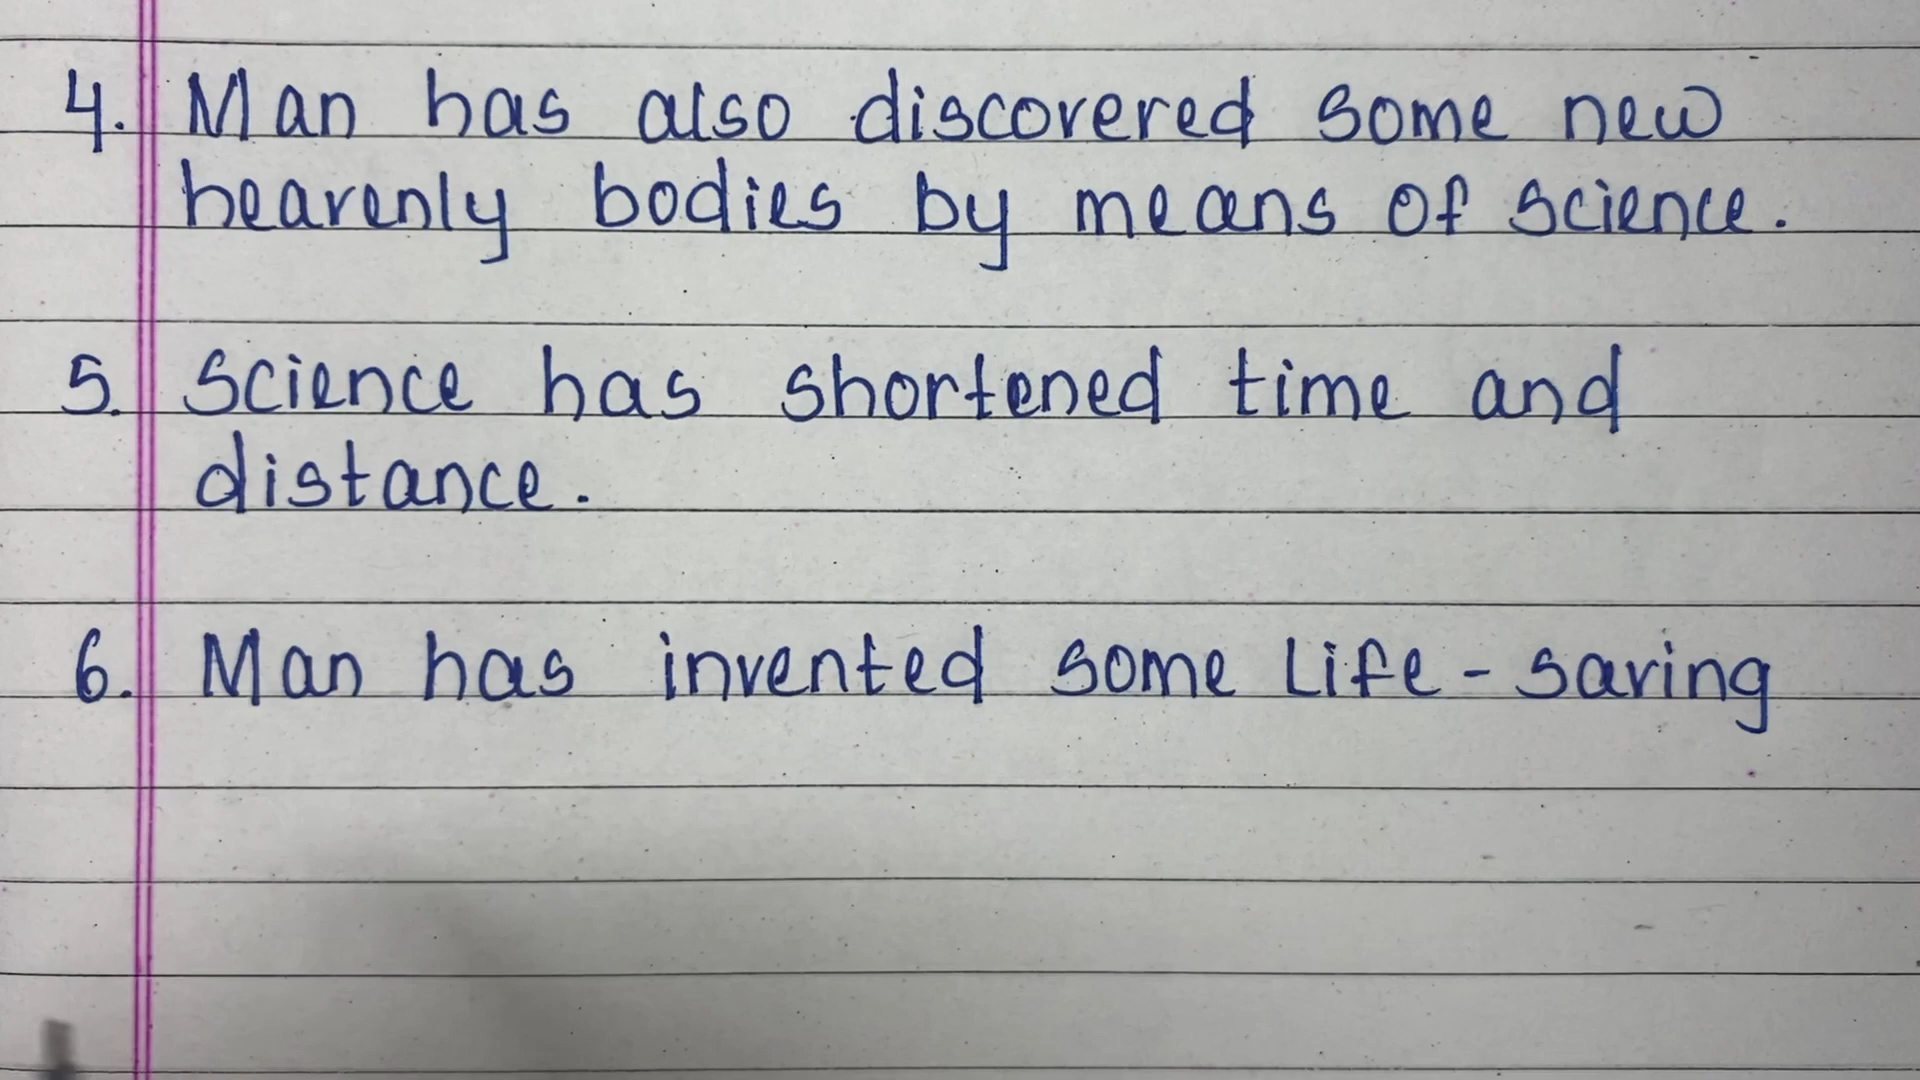 4. Man has also discovered some new
heavenly bodies by means of science.
5. Science has shortened time and
distance.
6. Man has invented some Life-saving